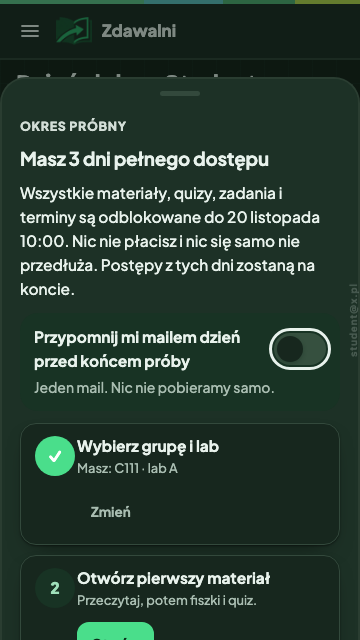 Zdawalni
OKRES PRÓBNY
Masz 3 dni pełnego dostępu
Wszystkie materiały, quizy, zadania i
terminy są odblokowane do 20 listopada
10:00. Nic nie płacisz i nic się samo nie
przedłuża. Postępy z tych dni zostaną na
koncie.
student@x.pl
Przypomnij mi mailem dzień
przed końcem próby
Jeden mail. Nic nie pobieramy samo.
Wybierz grupę i lab
Masz: C111 · lab A
Zmień
2
Otwórz pierwszy materiał
Przeczytaj, potem fiszki i quiz.